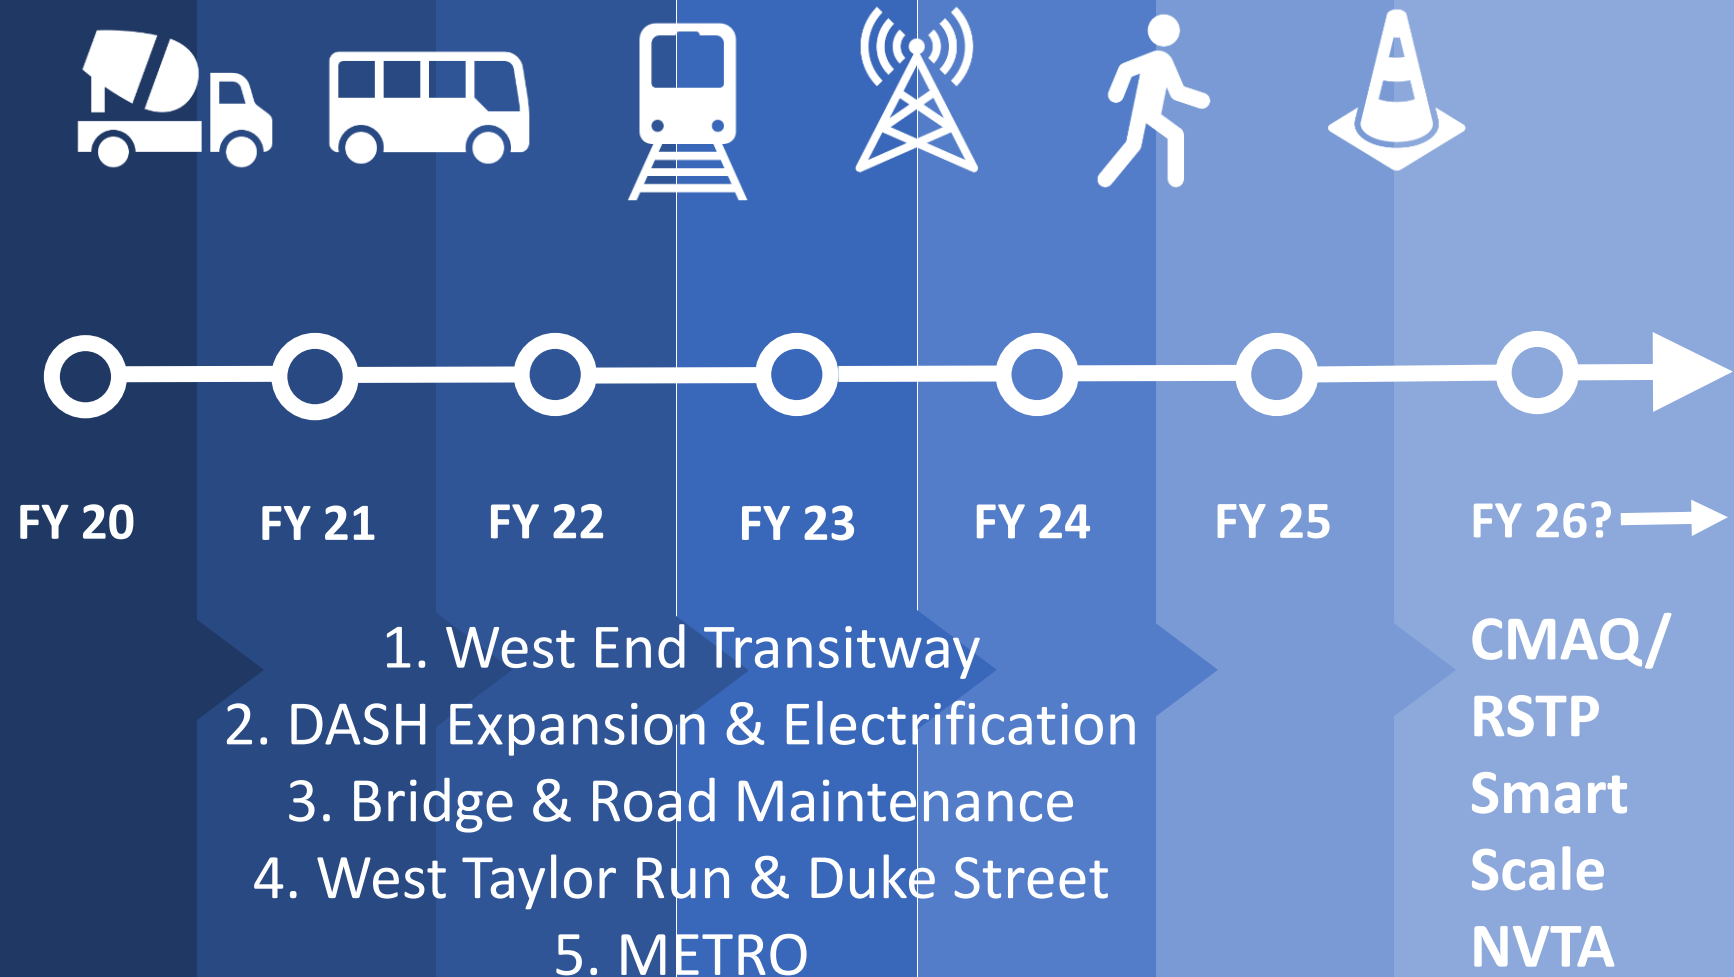 FY 20
FY 21
FY 22
FY 23
FY 24
FY 25
FY 26?
1. West End Transitway
2. DASH Expansion & Electrification
3. Bridge & Road Maintenance
4. West Taylor Run & Duke Street
5. METRO
CMAQ/
RSTP
Smart
Scale
NVTA